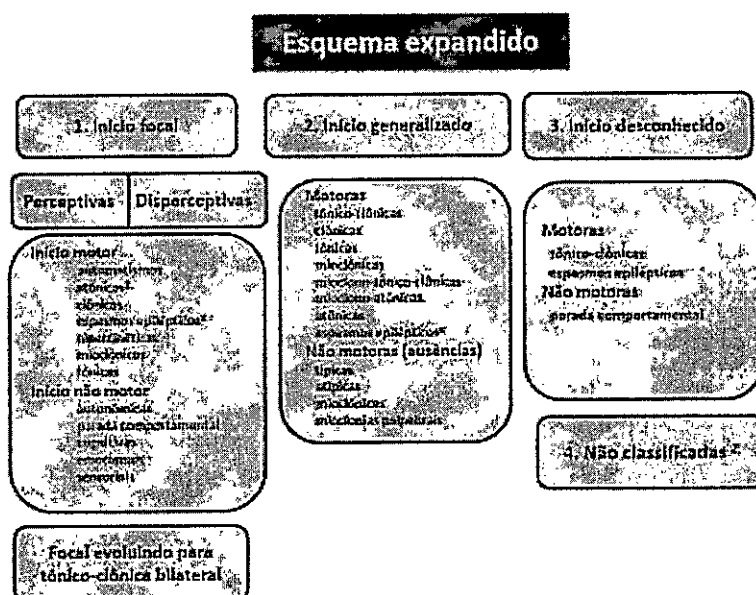 Esquema expandido
1. Início focal
Perceptivas
Disperceptivas
Início motor
automatismos
atônicas
clônicas
espasmos epilépticos
hipercinéticas
mioclônicas
tônicas
Início não motor
autonômicas
parada comportamental
cognitivas
emocionais
sensoriais
Focal evoluindo para
tônico-clônica bilateral
2. Início generalizado
Motoras
tônico-clônicas
clônicas
tônicas
mioclônicas
mioclono-tônico-clônicas
mioclono-atônicas
atônicas
espasmos epilépticos
Não motoras (ausências)
típicas
atípicas
mioclônicas
mioclonias palpebrais
3. Início desconhecido
Motoras
tônico-clônicas
espasmos epilépticos
Não motoras
parada comportamental
4. Não classificadas